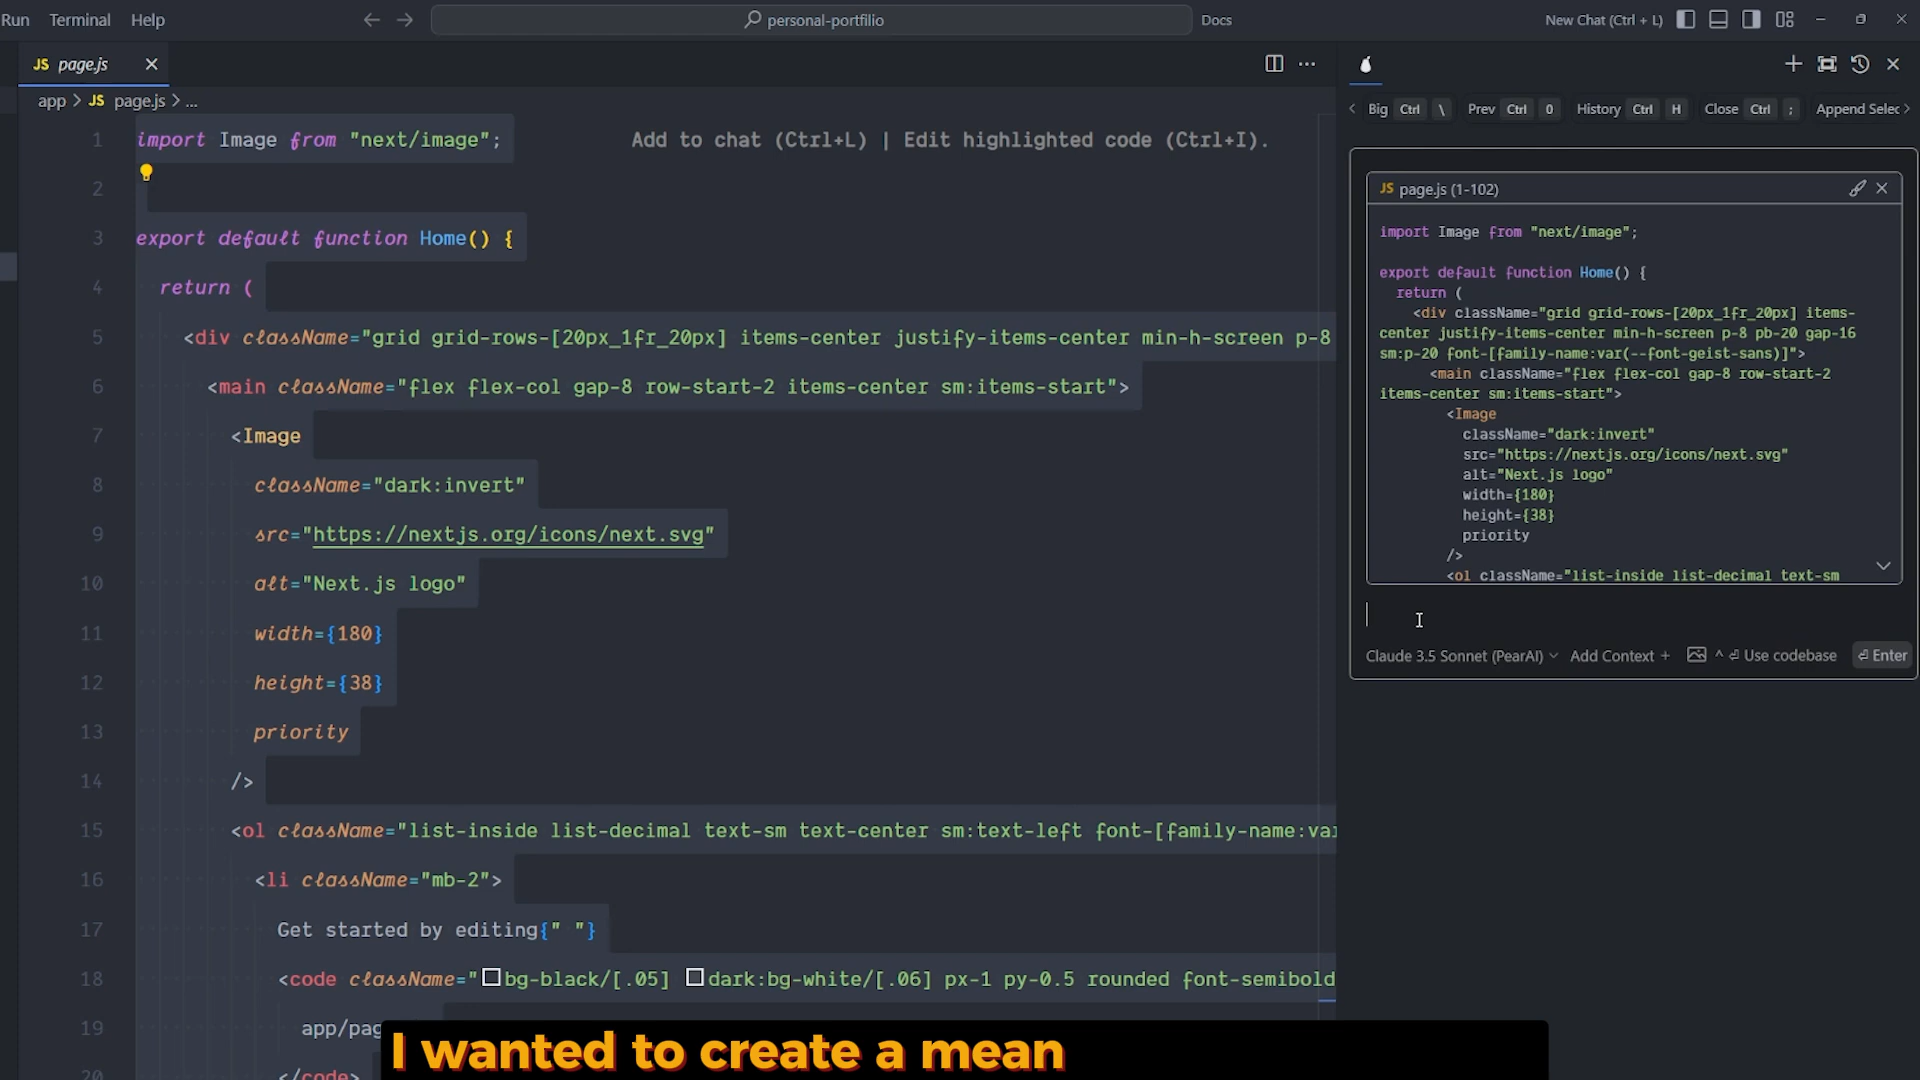 Run Terminal Help
personal-portfilio
Docs
New Chat (Ctrl + L)
JS page.js
app > JS page.js > ...
1 import Image from "next/image"; Add to chat (Ctrl+L) | Edit highlighted code (Ctrl+I).
2
3 export default function Home() {
4 return (
5 <div className="grid grid-rows-[20px_1fr_20px] items-center justify-items-center min-h-screen p-8
6 <main className="flex flex-col gap-8 row-start-2 items-center sm:items-start">
7 <Image
8 className="dark:invert"
9 src="https://nextjs.org/icons/next.svg"
10 alt="Next.js logo"
11 width={180}
12 height={38}
13 priority
14 />
15 <ol className="list-inside list-decimal text-sm text-center sm:text-left font-[family-name:var
16 <li className="mb-2">
17 Get started by editing{" "}
18 <code className="bg-black/[.05] dark:bg-white/[.06] px-1 py-0.5 rounded font-semibold
19 app/pag
20 </code>
Big Ctrl \ Prev Ctrl 0 History Ctrl H Close Ctrl ; Append Selec
JS page.js (1-102)
import Image from "next/image";
export default function Home() {
return (
<div className="grid grid-rows-[20px_1fr_20px] items-
center justify-items-center min-h-screen p-8 pb-20 gap-16
sm:p-20 font-[family-name:var(--font-geist-sans)]">
<main className="flex flex-col gap-8 row-start-2
items-center sm:items-start">
<Image
className="dark:invert"
src="https://nextjs.org/icons/next.svg"
alt="Next.js logo"
width={180}
height={38}
priority
/>
<ol className="list-inside list-decimal text-sm
Claude 3.5 Sonnet (PearAI) Add Context + ^ ⏎ Use codebase ⏎ Enter
I wanted to create a mean